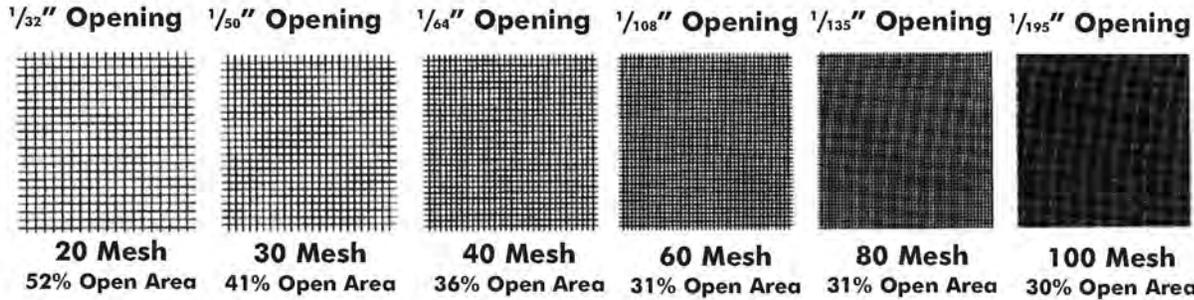 1/32" Opening 1/50" Opening 1/64" Opening 1/108" Opening 1/135" Opening 1/195" Opening
20 Mesh 30 Mesh 40 Mesh 60 Mesh 80 Mesh 100 Mesh
52% Open Area 41% Open Area 36% Open Area 31% Open Area 31% Open Area 30% Open Area